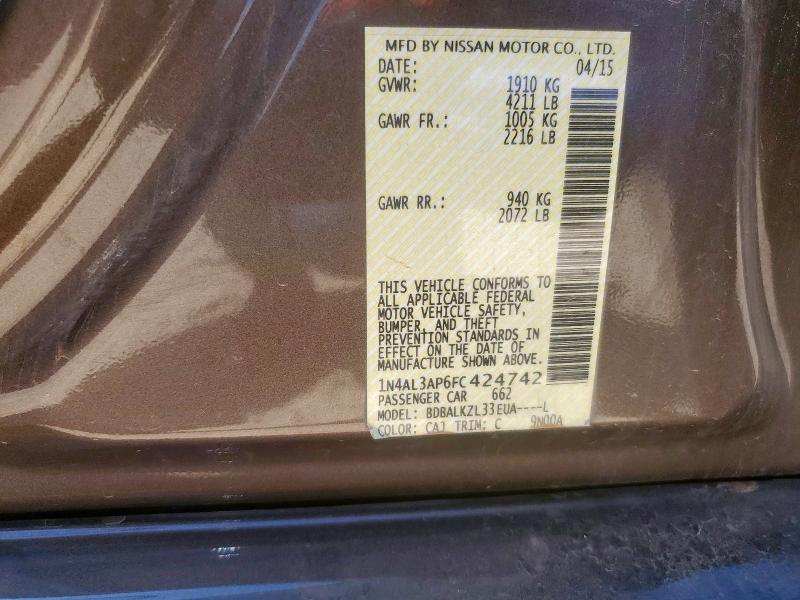 MFD BY NISSAN MOTOR CO., LTD.
DATE: 04/15
GVWR: 1910 KG
4211 LB
GAWR FR.: 1005 KG
2216 LB
GAWR RR.: 940 KG
2072 LB
THIS VEHICLE CONFORMS TO
ALL APPLICABLE FEDERAL
MOTOR VEHICLE SAFETY,
BUMPER, AND THEFT
PREVENTION STANDARDS IN
EFFECT ON THE DATE OF
MANUFACTURE SHOWN ABOVE.
1N4AL3AP6FC424742
PASSENGER CAR 662
MODEL: BDBALKZL33EUA----L
COLOR: CAJ TRIM: C 9N00A